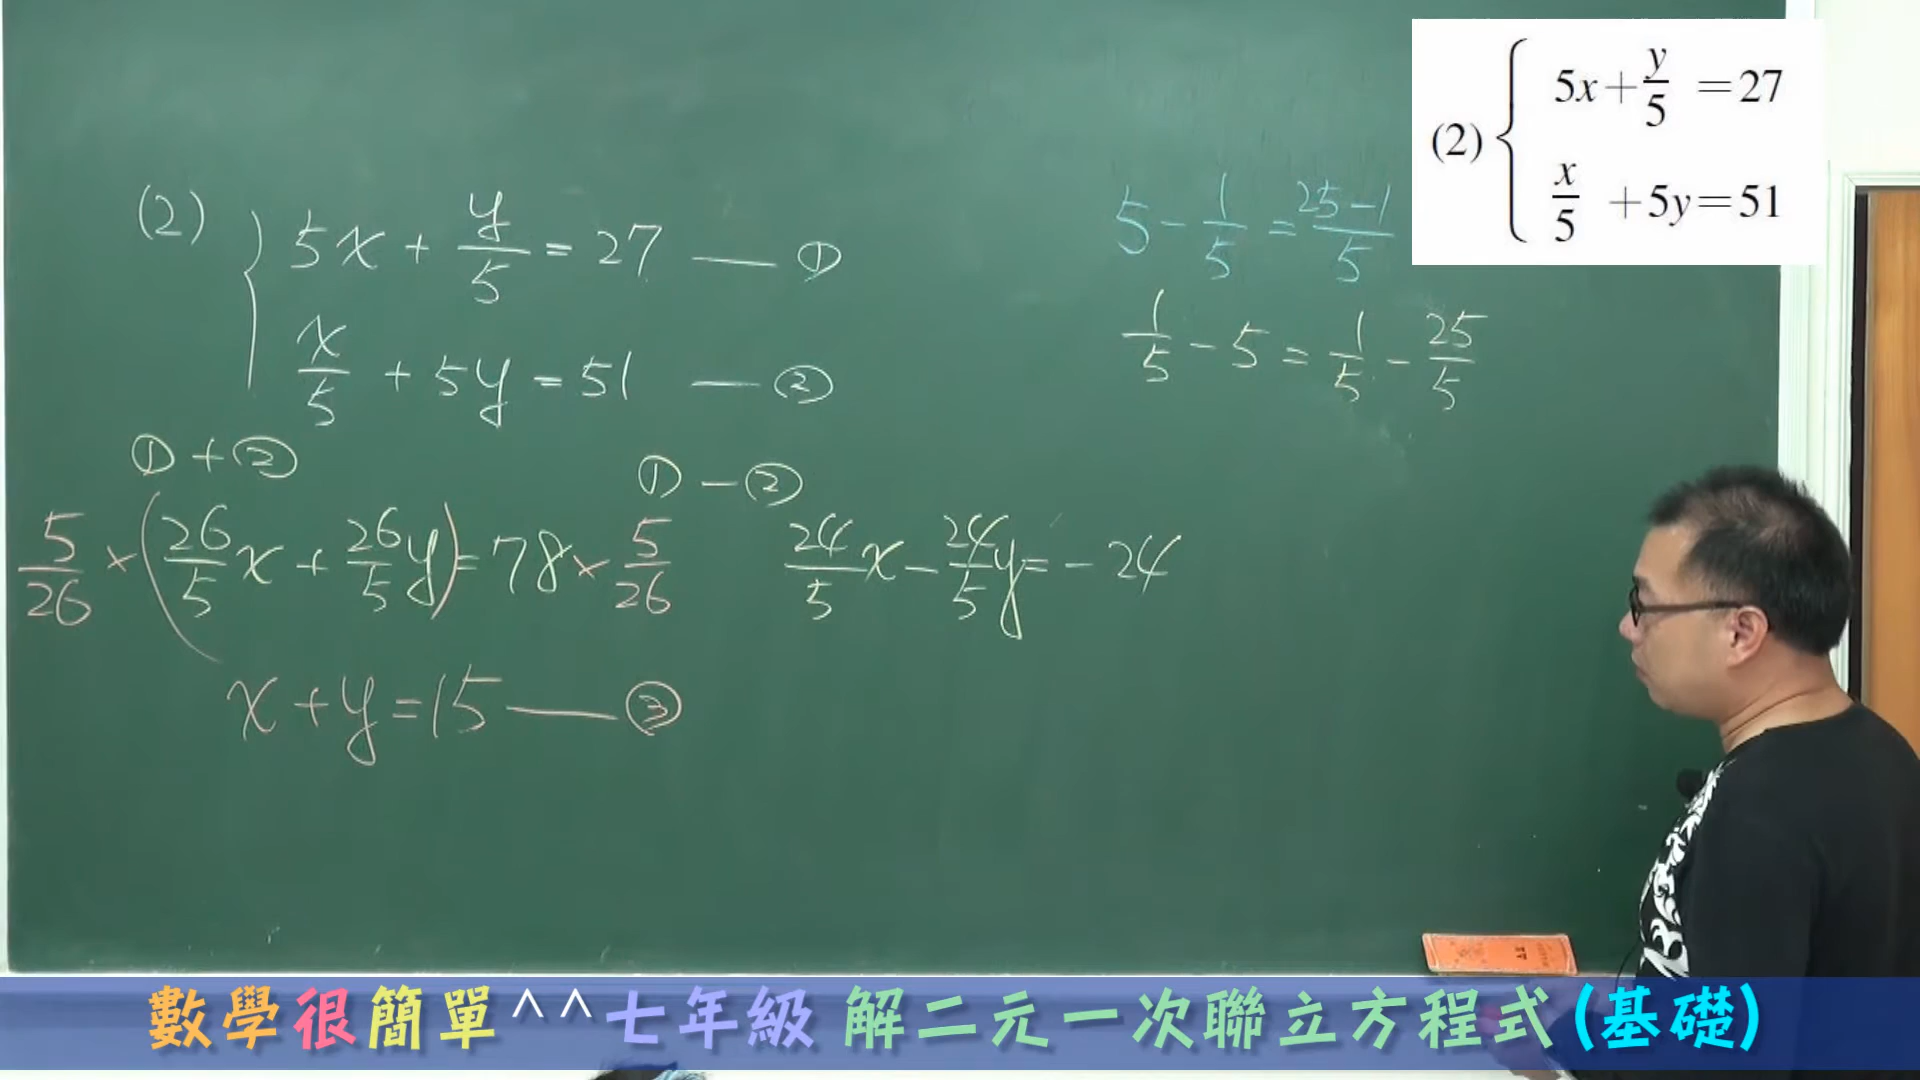 (2) { 5x + y/5 = 27 — ①
x/5 + 5y = 51 — ②
① + ②
5/26 × (26/5 x + 26/5 y) = 78 × 5/26
x + y = 15 — ③
① − ②
24/5 x − 24/5 y = − 24
5 − 1/5 = 25−1/5
1/5 − 5 = 1/5 − 25/5
(2) { 5x + y/5 = 27
x/5 + 5y = 51
數學很簡單^^七年級 解二元一次聯立方程式(基礎)